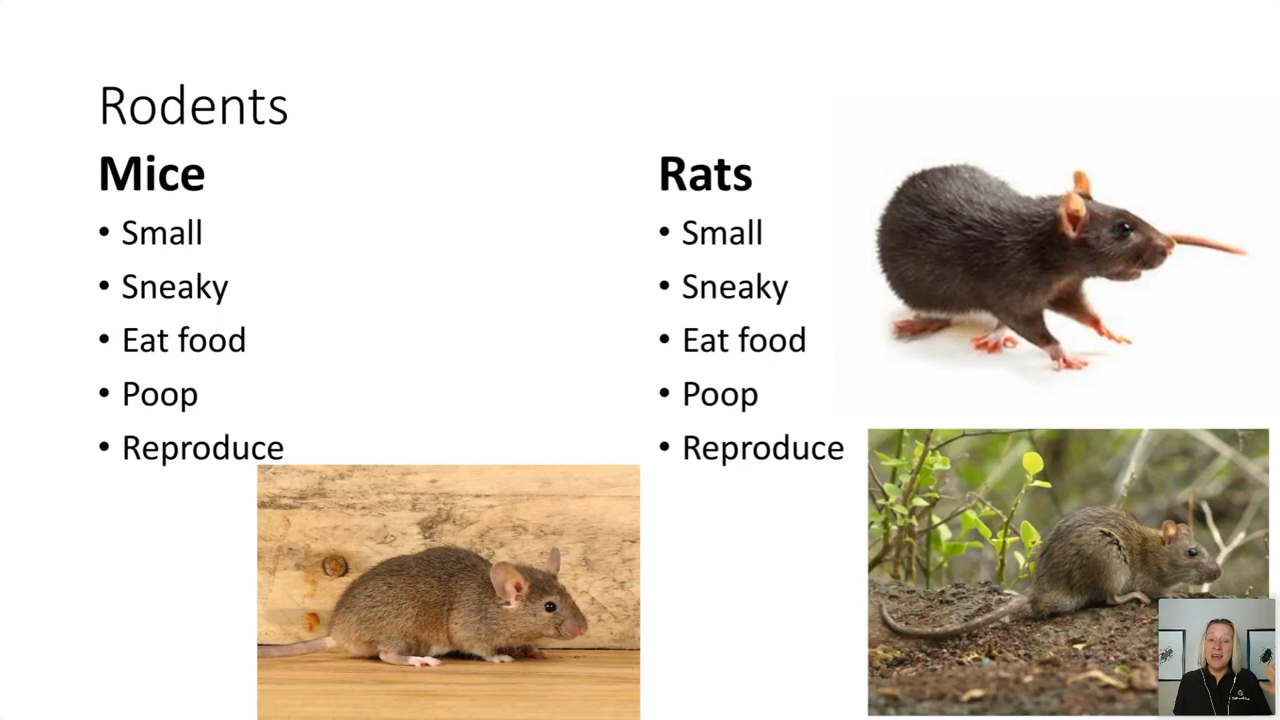 Rodents
Mice
• Small
• Sneaky
• Eat food
• Poop
• Reproduce
Rats
• Small
• Sneaky
• Eat food
• Poop
• Reproduce